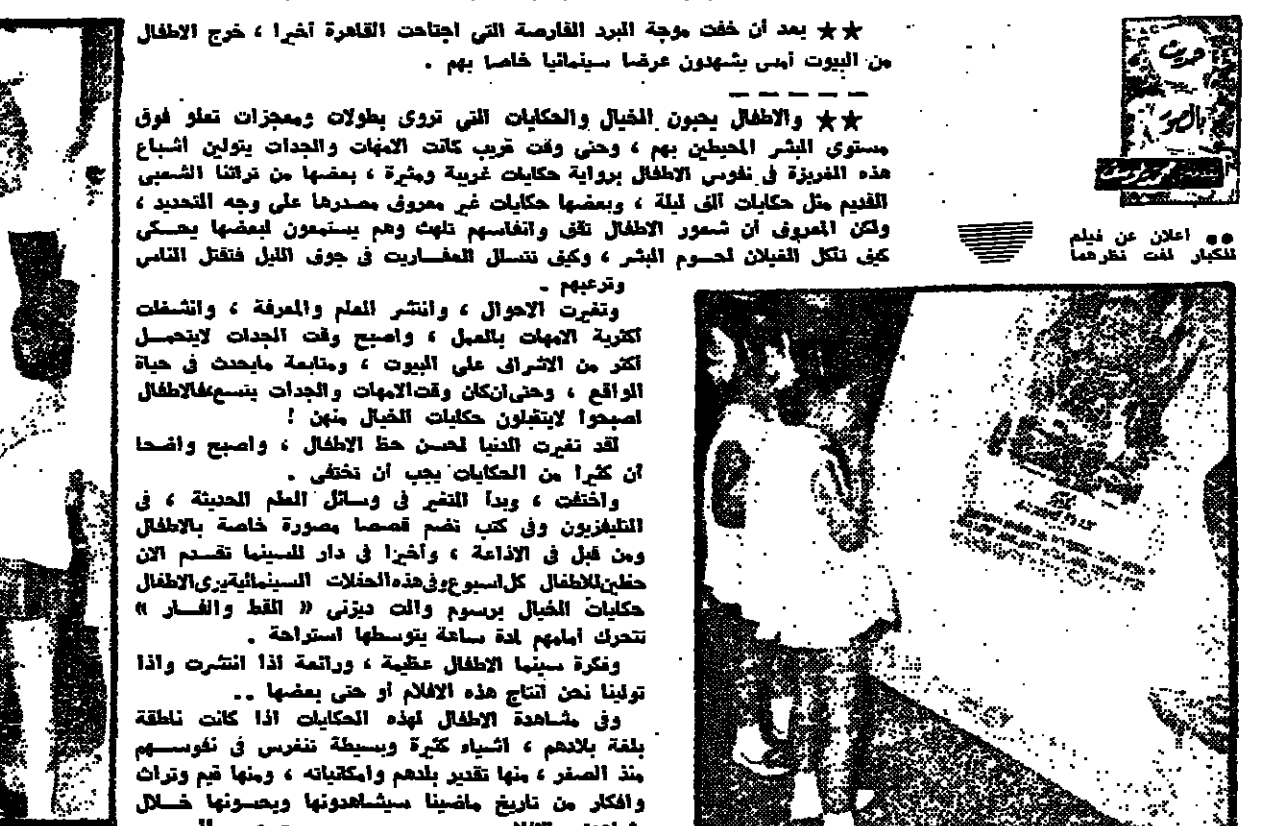 ★★ بعد أن خفت موجة البرد القارصة التي اجتاحت القاهرة أخيرا ، خرج الاطفال
من البيوت أمس يشهدون عرضا سينمائيا خاصا بهم .
★★ والاطفال يحبون الخيال والحكايات التي تروى بطولات ومعجزات تعلو فوق
مستوى البشر المحيطين بهم ، وحتى وقت قريب كانت الامهات والجدات يتولين اشباع
هذه الغريزة في نفوس الاطفال برواية حكايات غريبة ومثيرة ، بعضها من تراثنا الشعبى
القديم مثل حكايات ألف ليلة ، وبعضها حكايات غير معروف مصدرها على وجه التحديد ،
ولكن المعروف أن شعور الاطفال تقف وانفاسهم تلهث وهم يستمعون لبعضها يحكى
كيف تأكل الغيلان لحوم البشر ، وكيف تتسلل العفاريت في جوف الليل فتقتل الناس
وترعبهم .
وتغيرت الاحوال ، وانتشر العلم والمعرفة ، وانشغلت
أكثرية الامهات بالعمل ، واصبح وقت الجدات لايتحمل
أكثر من الاشراف على البيوت ، ومتابعة مايحدث في حياة
الواقع ، وحتى ان كان وقت الامهات والجدات يتسع فالاطفال
اصبحوا لايتقبلون حكايات الخيال منهن !
لقد تغيرت الدنيا لحسن حظ الاطفال ، واصبح واضحا
أن كثيرا من الحكايات يجب أن تختفى .
واختفت ، وبدأ التغير في وسائل العلم الحديثة ، في
التليفزيون وفي كتب تضم قصصا مصورة خاصة بالاطفال
ومن قبل في الاذاعة ، وأخيرا في دار للسينما تقدم الان
حفلين للاطفال كل اسبوع وفى هذه الحفلات السينمائية يرى الاطفال
حكايات الخيال برسوم والت ديزنى « القط والفار »
تتحرك أمامهم لمدة ساعة يتوسطها استراحة .
وفكرة سينما الاطفال عظيمة ، ورائعة اذا انتشرت واذا
تولينا نحن انتاج هذه الافلام أو حتى بعضها ..
وفى مشاهدة الاطفال لهذه الحكايات اذا كانت ناطقة
بلغة بلادهم ، اشياء كثيرة وبسيطة تنغرس في نفوسهم
منذ الصغر ، منها تقدير بلدهم وامكانياته ، ومنها قيم وتراث
وافكار من تاريخ ماضينا سيشاهدونها ويحسونها خلال
حديث
بالصور
●● اعلان عن فيلم
للكبار لفت نظرهما